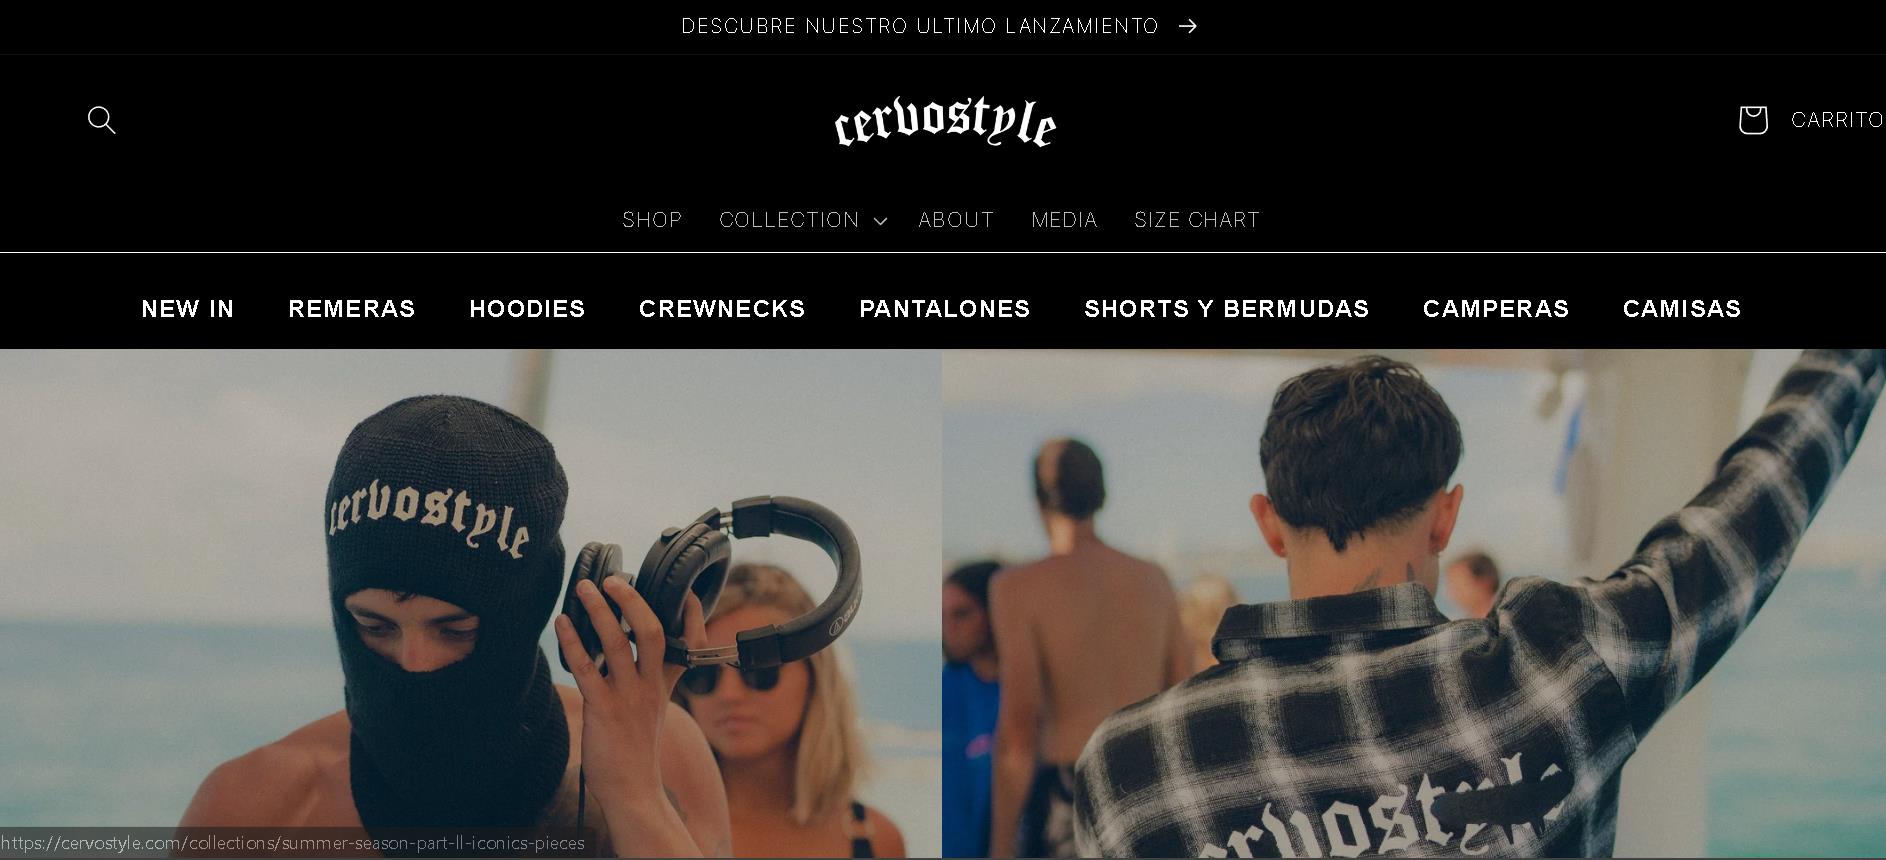 DESCUBRE NUESTRO ULTIMO LANZAMIENTO →
cervostyle
CARRITO
SHOP COLLECTION ABOUT MEDIA SIZE CHART
NEW IN REMERAS HOODIES CREWNECKS PANTALONES SHORTS Y BERMUDAS CAMPERAS CAMISAS
cervostyle
cervostyle
https://cervostyle.com/collections/summer-season-part-ll-iconics-pieces